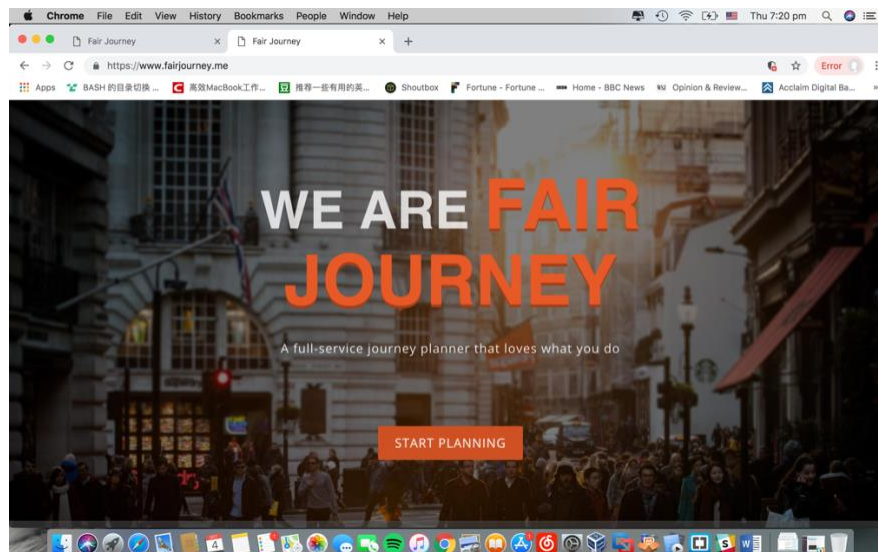 Chrome File Edit View History Bookmarks People Window Help Thu 7:20 pm
Fair Journey × Fair Journey × +
https://www.fairjourney.me Error
Apps BASH 的目录切换 ... 高效MacBook工作... 推荐一些有用的英... Shoutbox Fortune - Fortune ... Home - BBC News Opinion & Review... Acclaim Digital Ba... »
WE ARE FAIR
JOURNEY
A full-service journey planner that loves what you do
START PLANNING
4